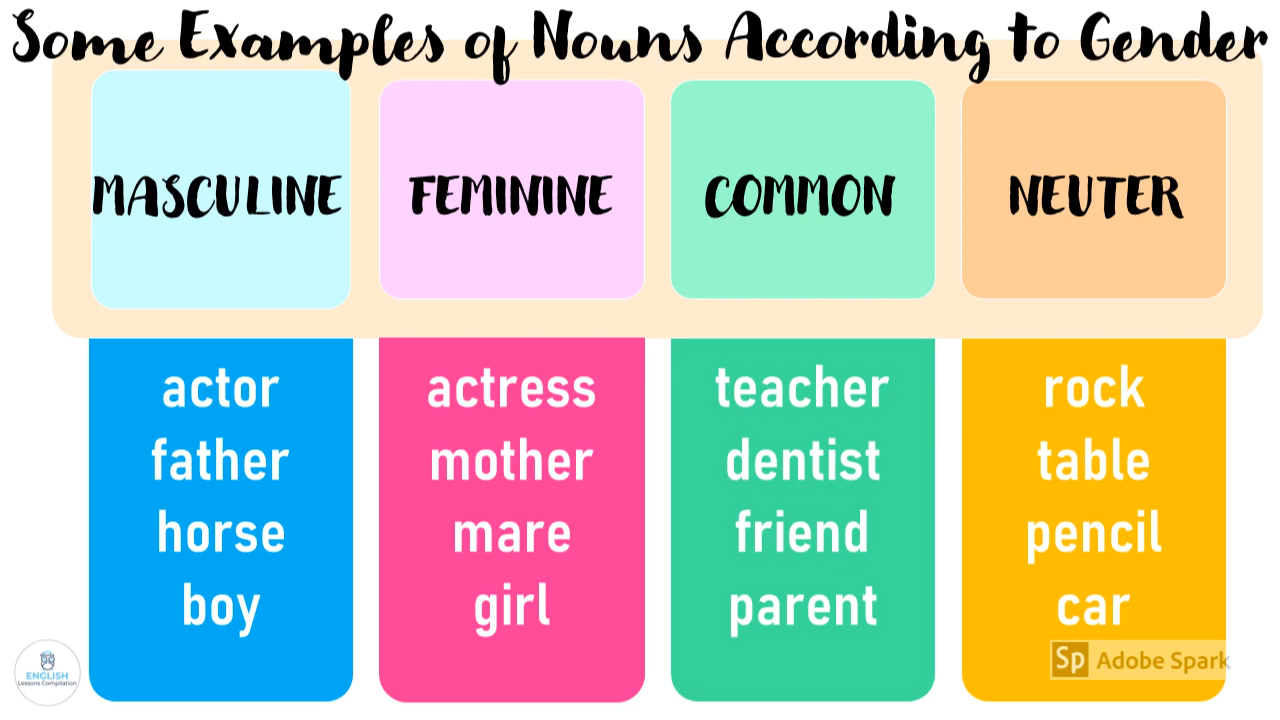 Some Examples of Nouns According to Gender
MASCULINE
FEMININE
COMMON
NEUTER
actor
father
horse
boy
actress
mother
mare
girl
teacher
dentist
friend
parent
rock
table
pencil
car
ENGLISH
Lessons Compilation
Sp Adobe Spark